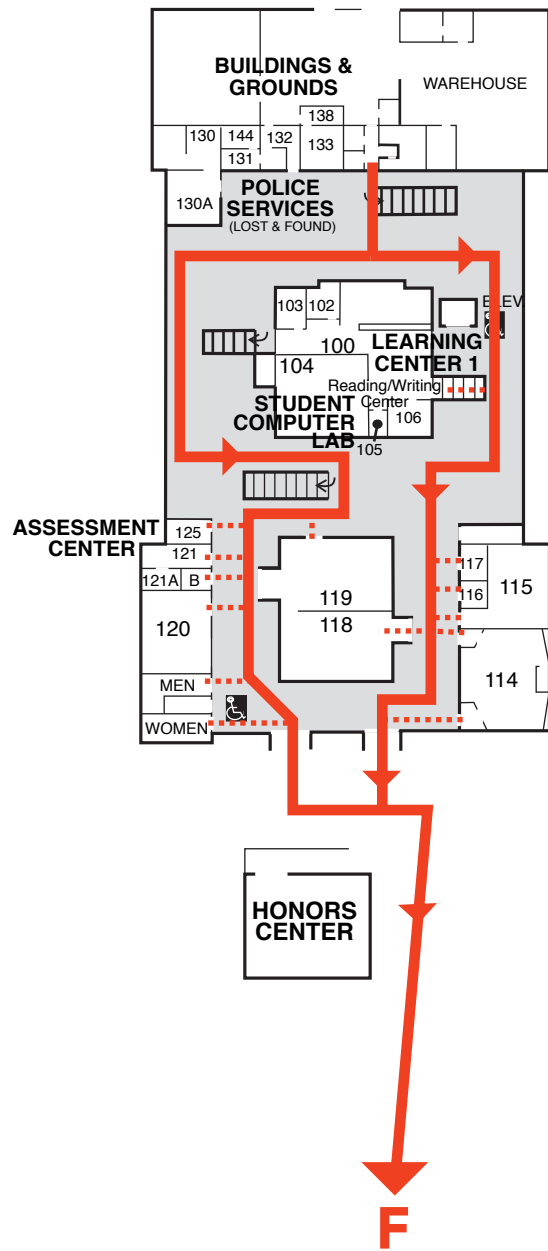 BUILDINGS &
GROUNDS
WAREHOUSE
138
130
144
132
133
131
130A
POLICE
SERVICES
(LOST & FOUND)
ELEV
103
102
100
LEARNING
CENTER 1
104
Reading/Writing
Center
STUDENT
COMPUTER
LAB
106
105
ASSESSMENT
CENTER
125
121
121A
B
120
MEN
WOMEN
119
118
117
116
115
114
HONORS
CENTER
F